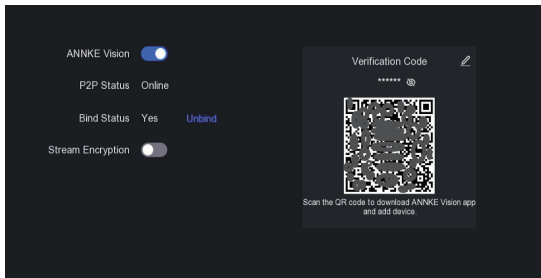 ANNKE Vision
P2P Status Online
Bind Status Yes Unbind
Stream Encryption
Verification Code
******
Scan the QR code to download ANNKE Vision app
and add device.